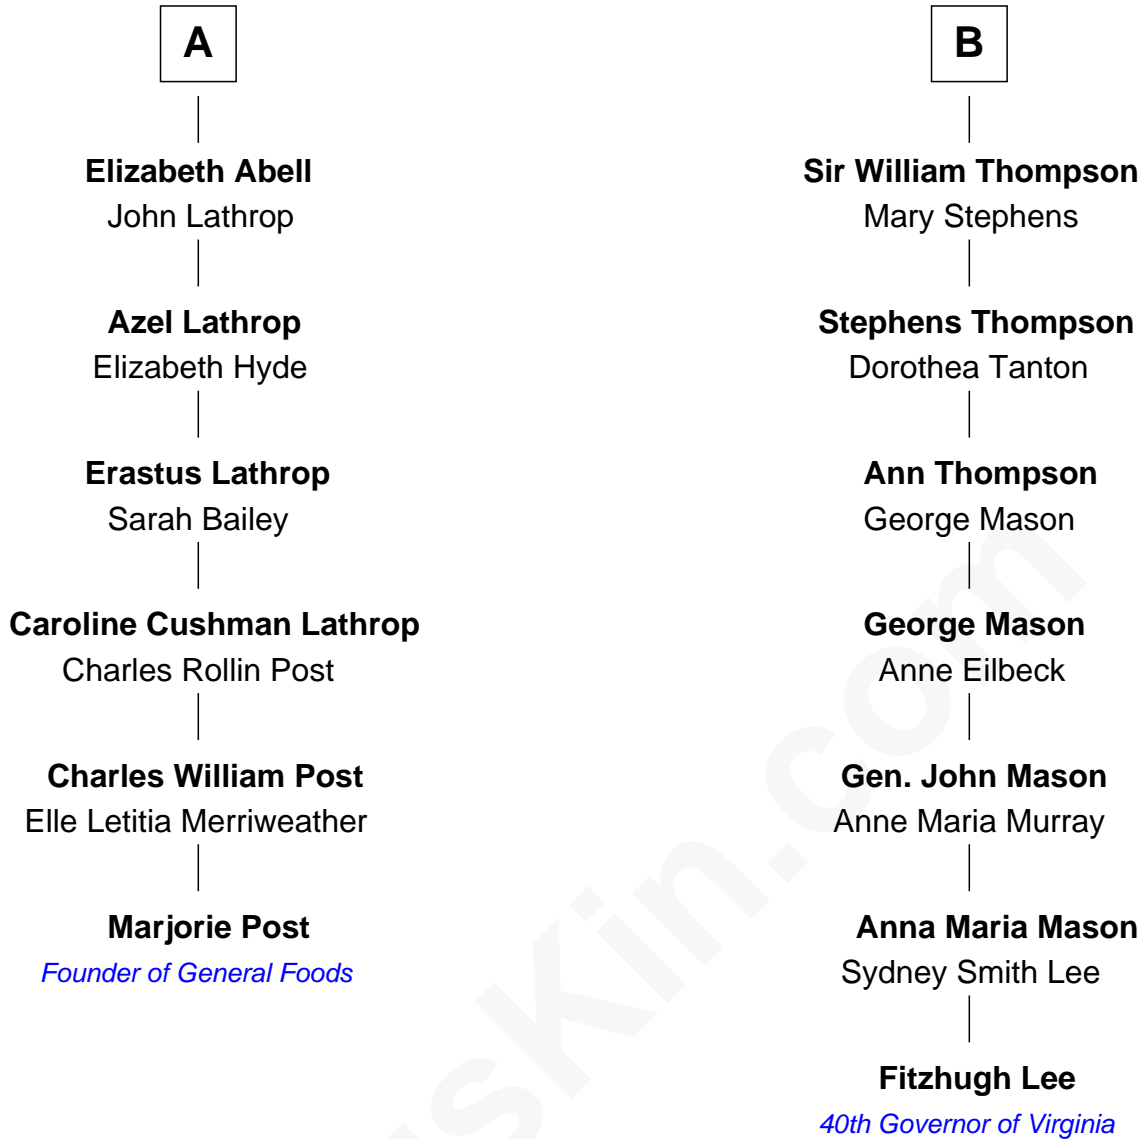 A
Elizabeth Abell
John Lathrop
Azel Lathrop
Elizabeth Hyde
Erastus Lathrop
Sarah Bailey
Caroline Cushman Lathrop
Charles Rollin Post
Charles William Post
Elle Letitia Merriweather
Marjorie Post
Founder of General Foods
B
Sir William Thompson
Mary Stephens
Stephens Thompson
Dorothea Tanton
Ann Thompson
George Mason
George Mason
Anne Eilbeck
Gen. John Mason
Anne Maria Murray
Anna Maria Mason
Sydney Smith Lee
Fitzhugh Lee
40th Governor of Virginia